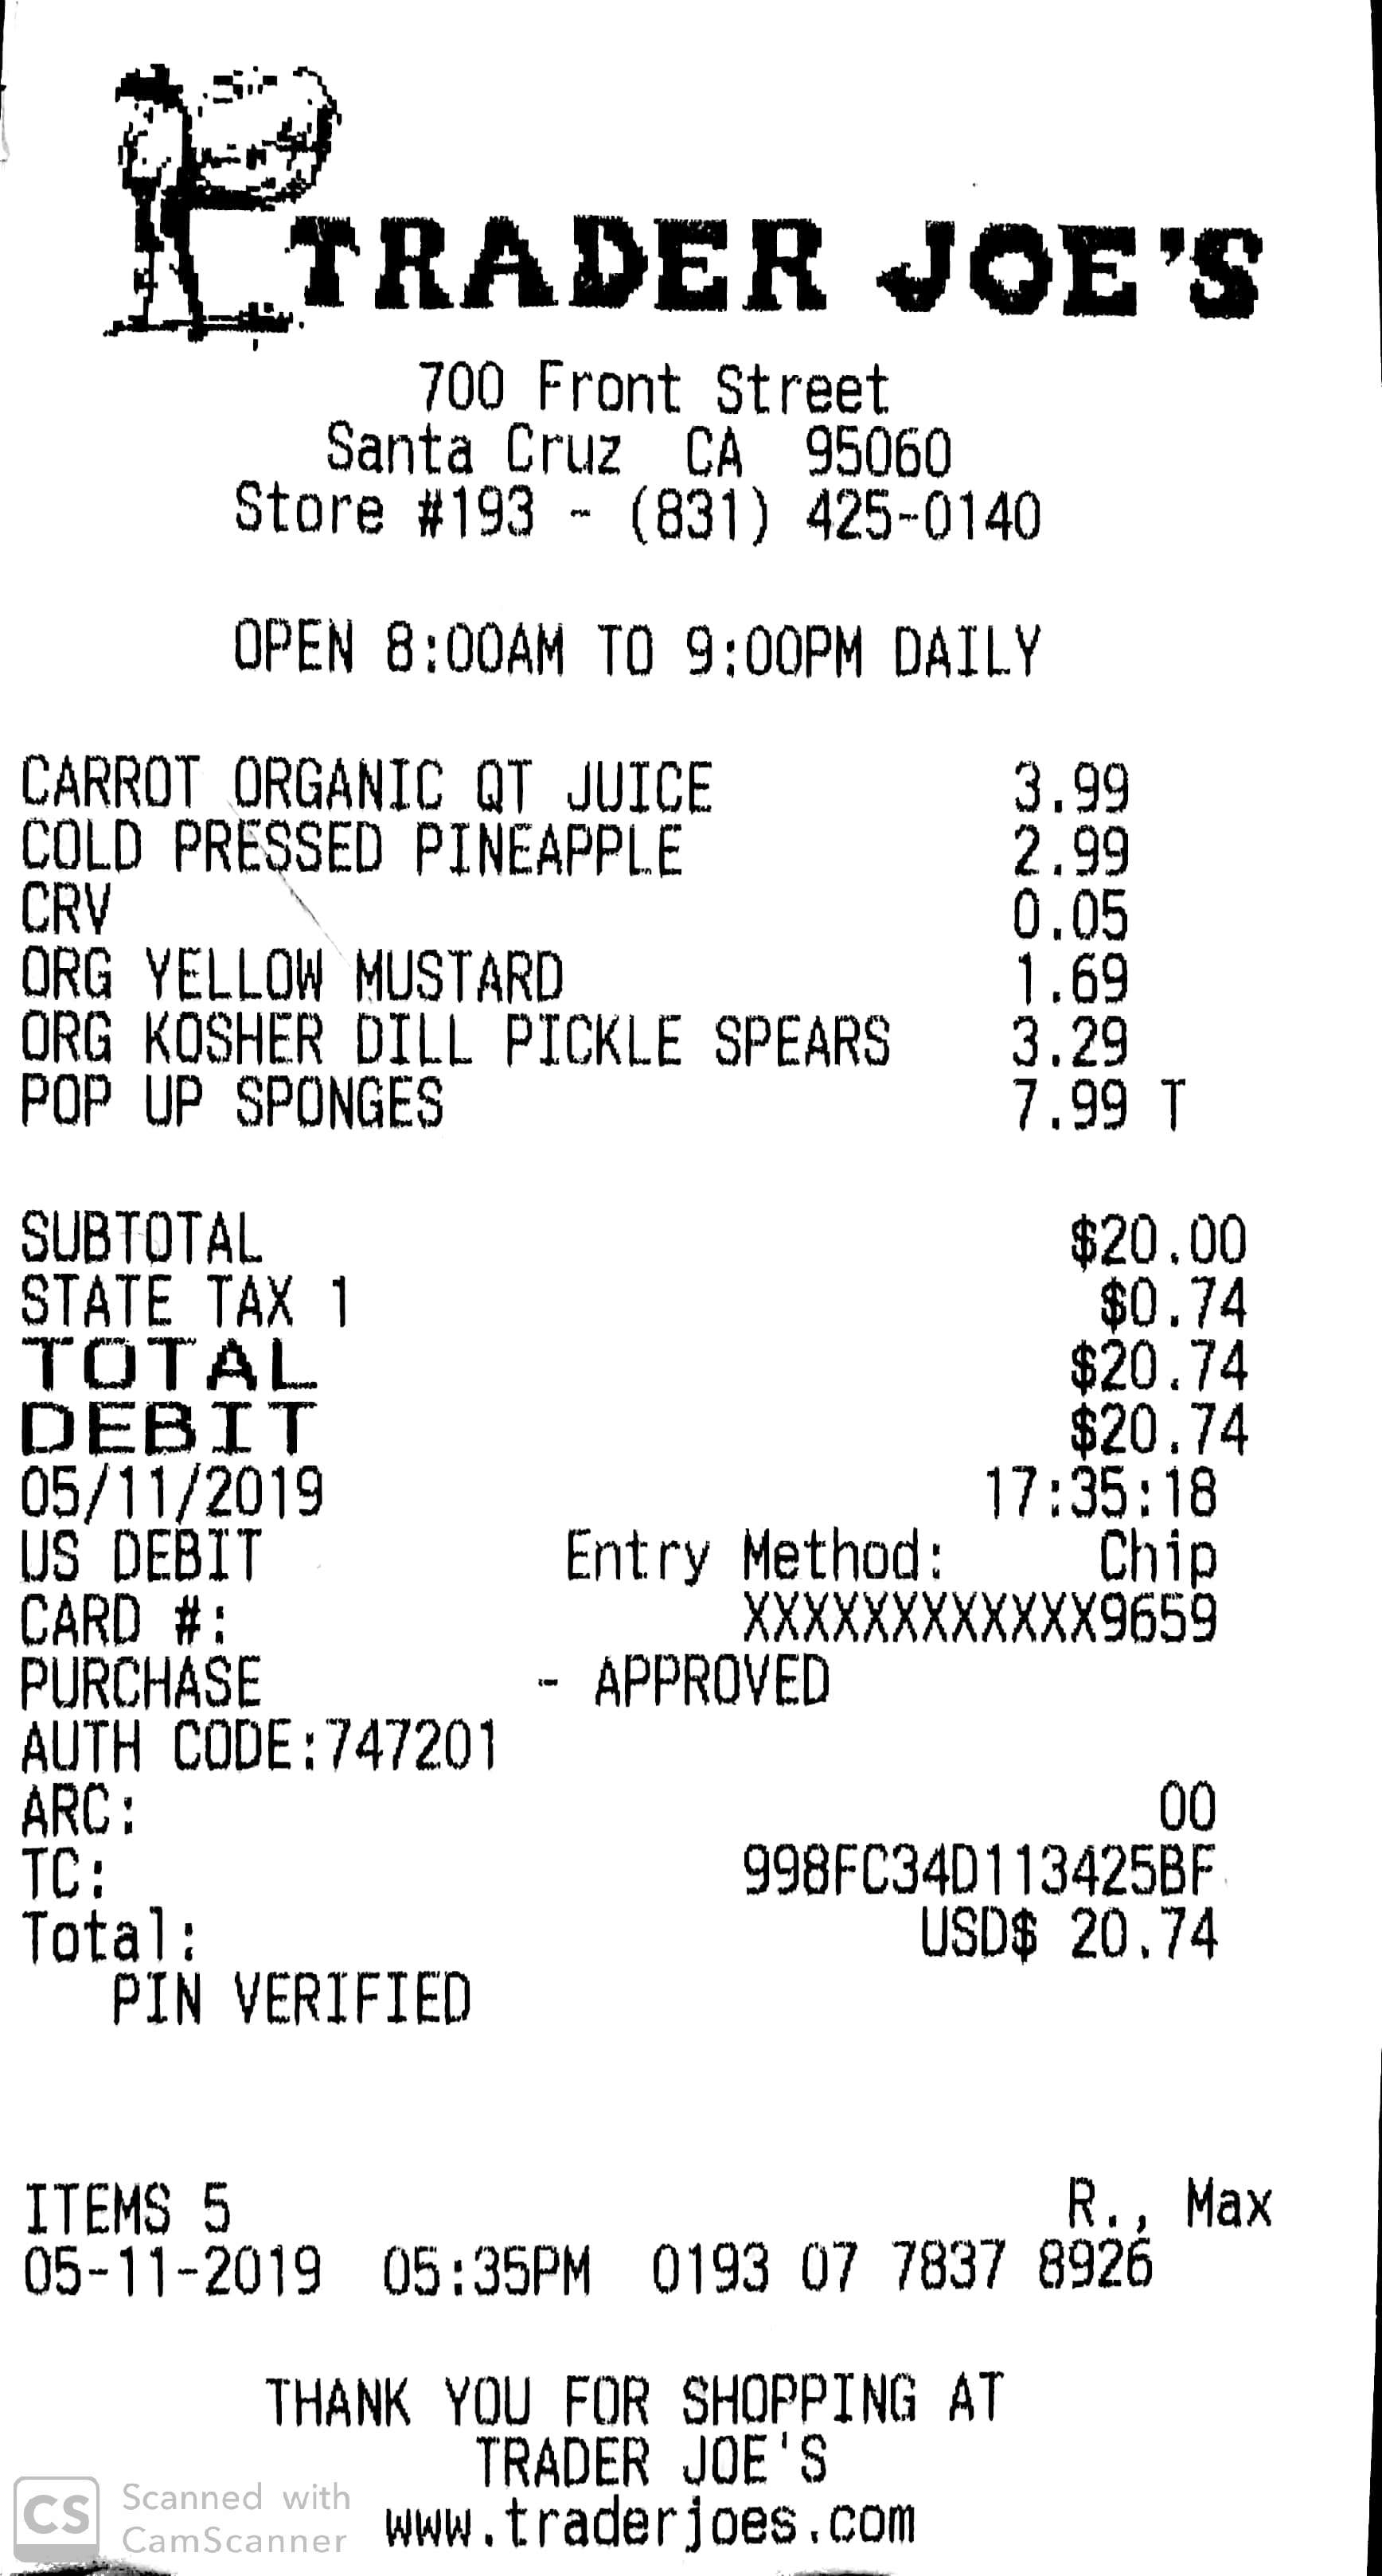 TRADER JOE'S
700 Front Street
Santa Cruz CA 95060
Store #193 - (831) 425-0140
OPEN 8:00AM TO 9:00PM DAILY
CARROT ORGANIC QT JUICE 3.99
COLD PRESSED PINEAPPLE 2.99
CRV 0.05
ORG YELLOW MUSTARD 1.69
ORG KOSHER DILL PICKLE SPEARS 3.29
POP UP SPONGES 7.99 T
SUBTOTAL $20.00
STATE TAX 1 $0.74
TOTAL $20.74
DEBIT $20.74
05/11/2019 17:35:18
US DEBIT Entry Method: Chip
CARD #: XXXXXXXXXXXX9659
PURCHASE - APPROVED
AUTH CODE:747201
ARC: 00
TC: 998FC34D113425BF
Total: USD$ 20.74
PIN VERIFIED
ITEMS 5 R., Max
05-11-2019 05:35PM 0193 07 7837 8926
THANK YOU FOR SHOPPING AT
TRADER JOE'S
www.traderjoes.com
CS Scanned with
CamScanner